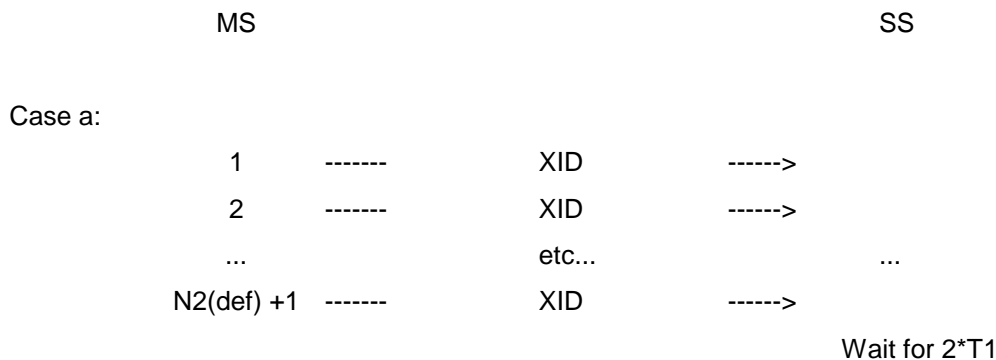 MS SS
Case a:
1 ------- XID ------>
2 ------- XID ------>
... etc... ...
N2(def) +1 ------- XID ------>
Wait for 2*T1